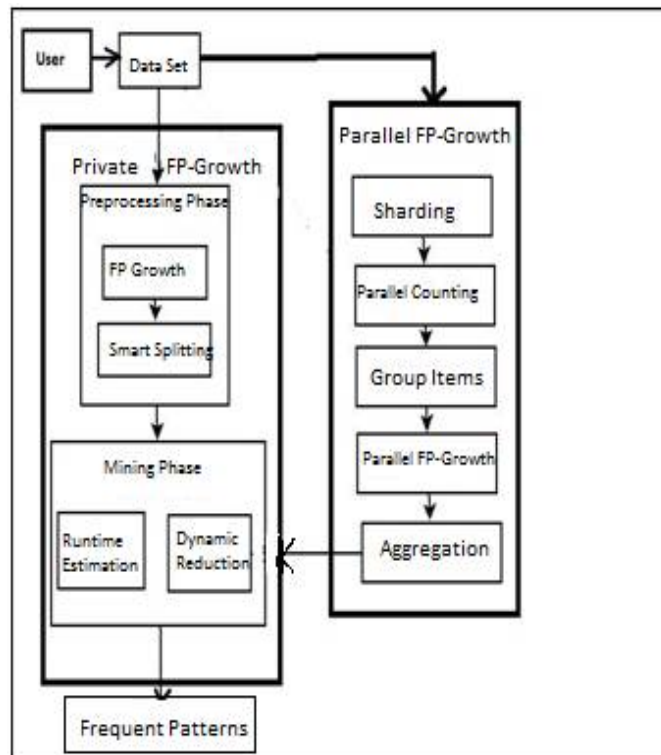 User
Data Set
Private FP-Growth
Preprocessing Phase
FP Growth
Smart Splitting
Mining Phase
Runtime
Estimation
Dynamic
Reduction
Frequent Patterns
Parallel FP-Growth
Sharding
Parallel Counting
Group Items
Parallel FP-Growth
Aggregation